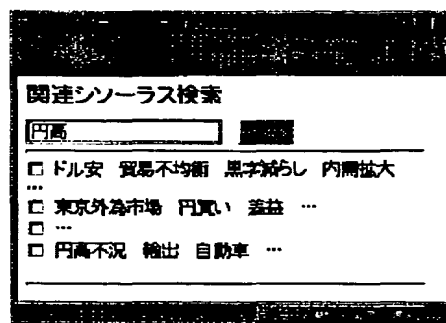 関連シソーラス検索
円高
□ ドル安 貿易不均衡 黒字減らし 内需拡大
…
□ 東京外為市場 円買い 差益 …
□ …
□ 円高不況 輸出 自動車 …